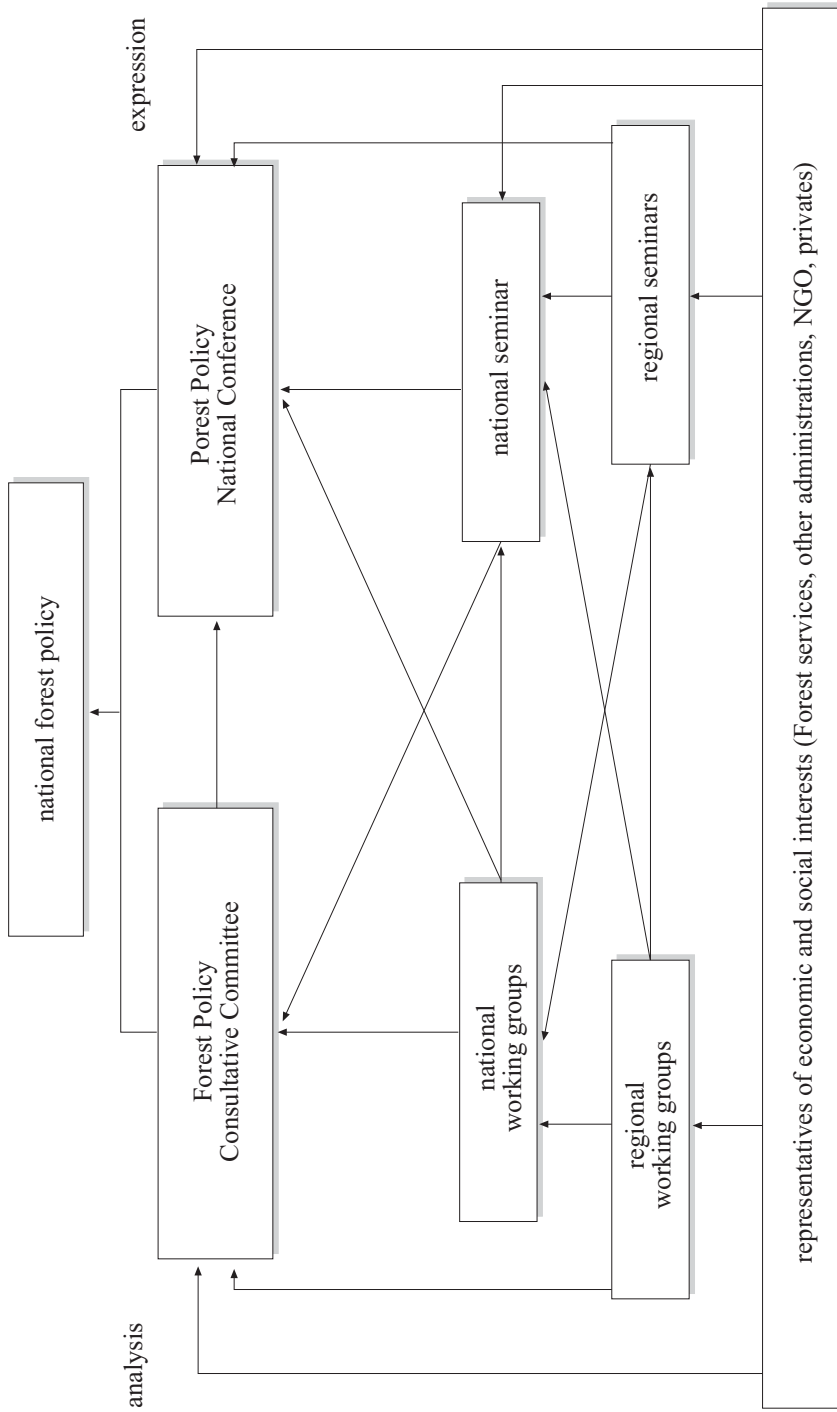 national forest policy
analysis
expression
Forest Policy
Consultative Committee
Porest Policy
National Conference
national
working groups
national seminar
regional
working groups
regional seminars
representatives of economic and social interests (Forest services, other administrations, NGO, privates)